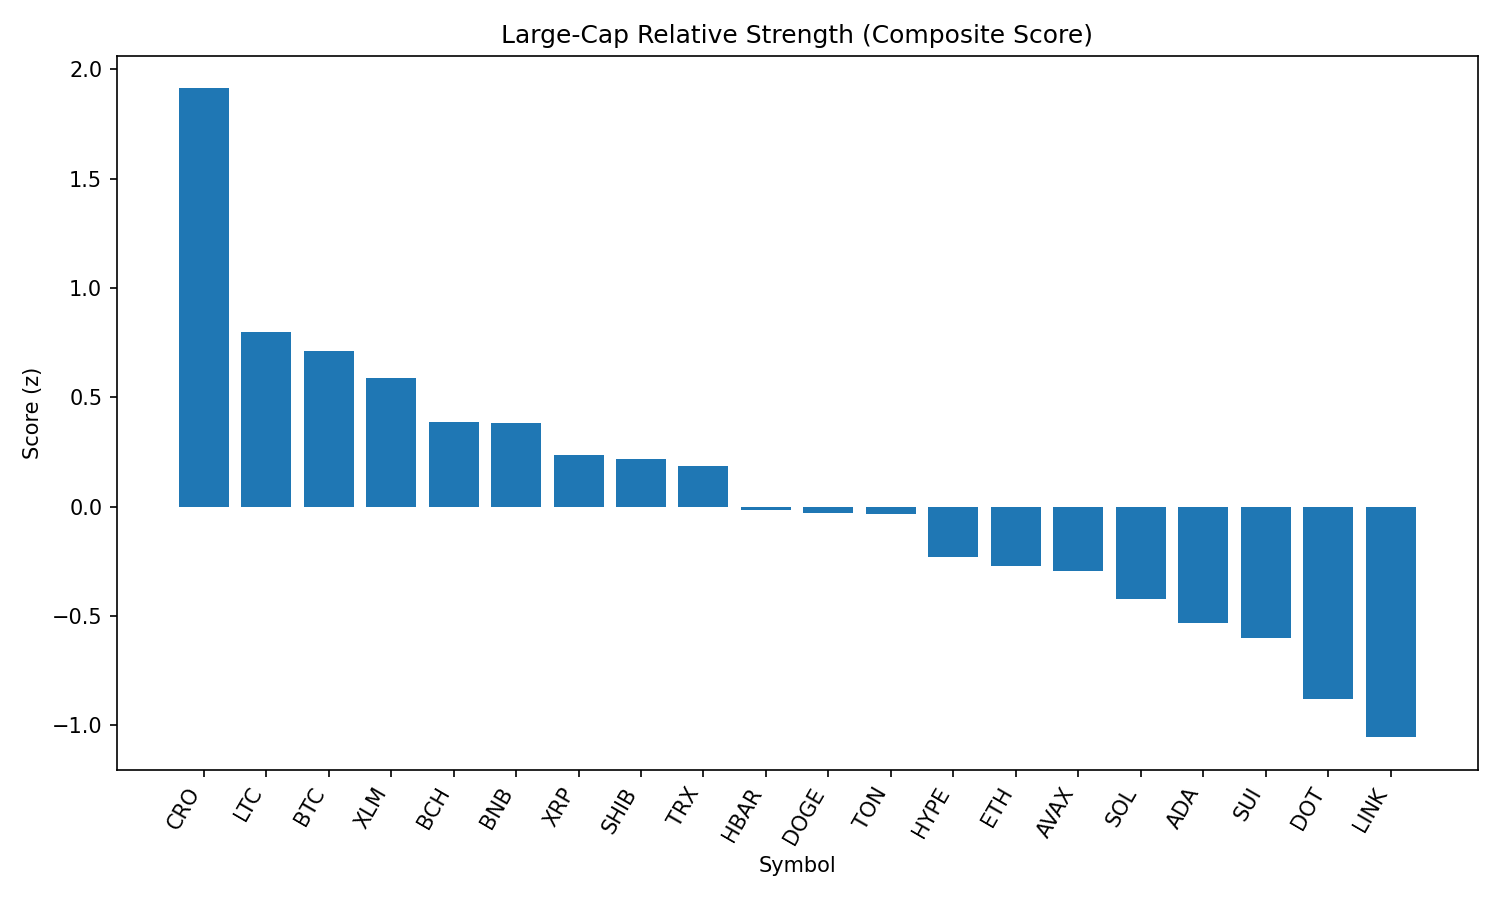 Large-Cap Relative Strength (Composite Score)
Score (z)
2.0
1.5
1.0
0.5
0.0
−0.5
−1.0
CRO
LTC
BTC
XLM
BCH
BNB
XRP
SHIB
TRX
HBAR
DOGE
TON
HYPE
ETH
AVAX
SOL
ADA
SUI
DOT
LINK
Symbol